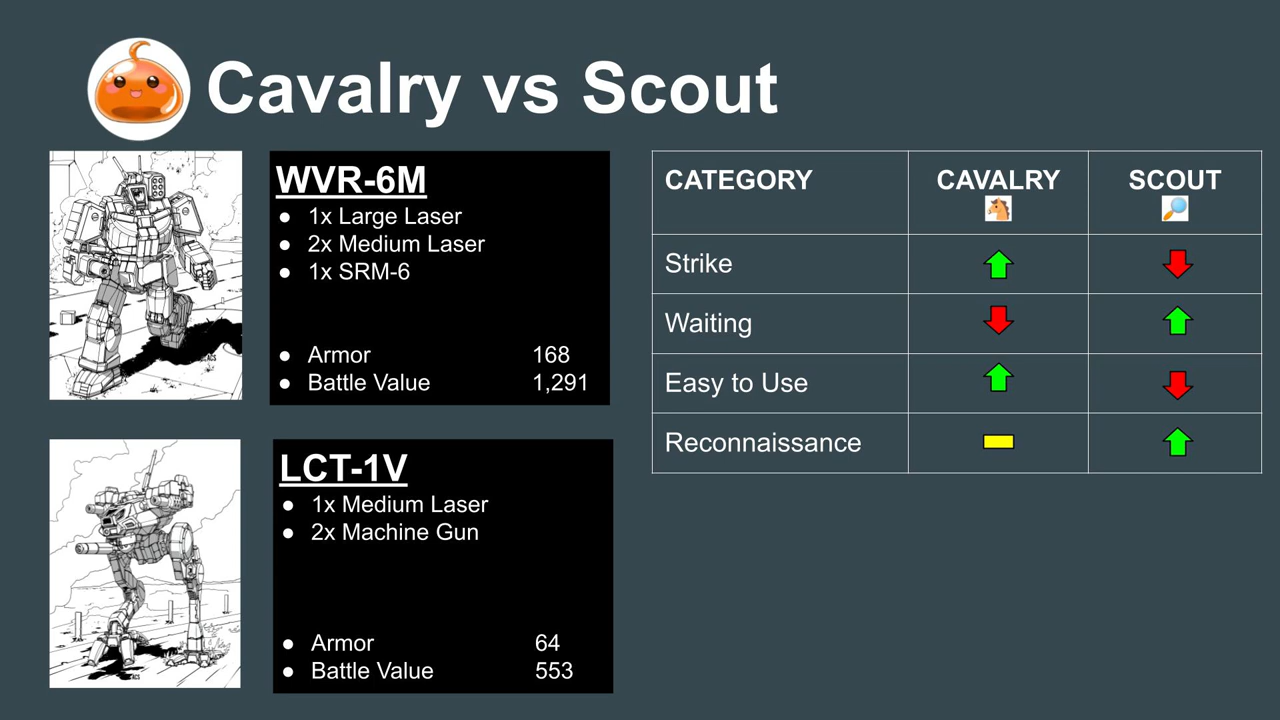 Cavalry vs Scout
WVR-6M
● 1x Large Laser
● 2x Medium Laser
● 1x SRM-6
● Armor 168
● Battle Value 1,291
LCT-1V
● 1x Medium Laser
● 2x Machine Gun
● Armor 64
● Battle Value 553
CATEGORY CAVALRY SCOUT
Strike
Waiting
Easy to Use
Reconnaissance